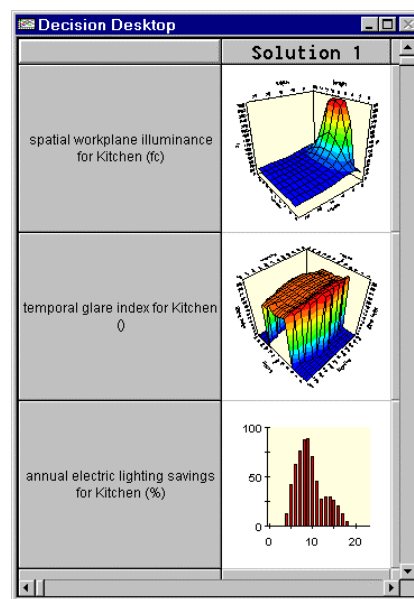 Decision Desktop
Solution 1
spatial workplane illuminance
for Kitchen (fc)
temporal glare index for Kitchen
()
annual electric lighting savings
for Kitchen (%)
100
50
0
0 10 20